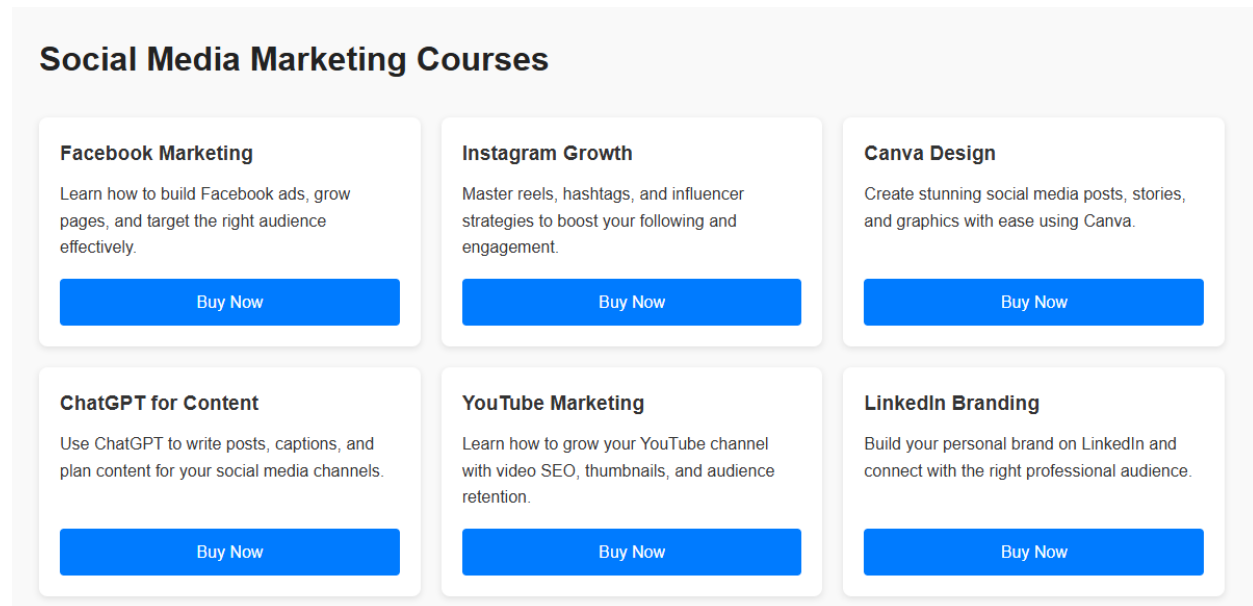 Social Media Marketing Courses
Facebook Marketing
Learn how to build Facebook ads, grow
pages, and target the right audience
effectively.
Buy Now
Instagram Growth
Master reels, hashtags, and influencer
strategies to boost your following and
engagement.
Buy Now
Canva Design
Create stunning social media posts, stories,
and graphics with ease using Canva.
Buy Now
ChatGPT for Content
Use ChatGPT to write posts, captions, and
plan content for your social media channels.
Buy Now
YouTube Marketing
Learn how to grow your YouTube channel
with video SEO, thumbnails, and audience
retention.
Buy Now
LinkedIn Branding
Build your personal brand on LinkedIn and
connect with the right professional audience.
Buy Now